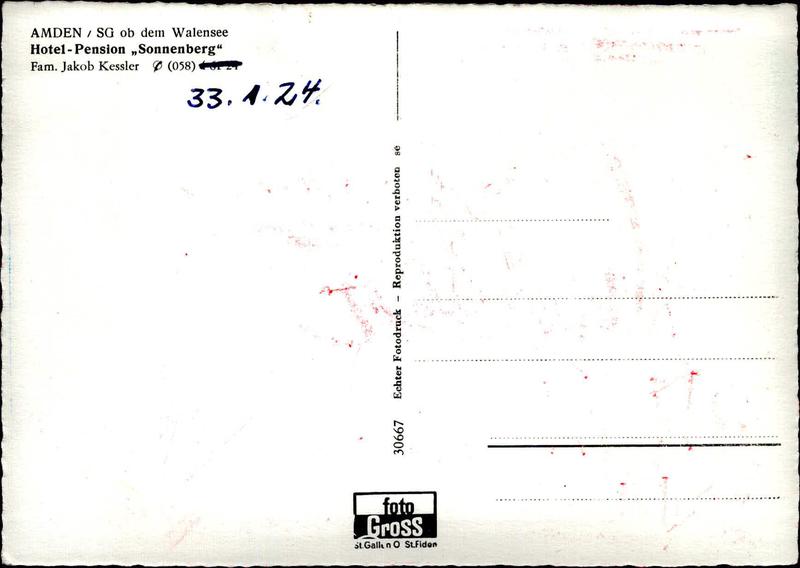 AMDEN / SG ob dem Walensee
Hotel-Pension „Sonnenberg“
Fam. Jakob Kessler ✆ (058)
33.1.24.
Echter Fotodruck – Reproduktion verboten se
30667
foto
Gross
St.Gallen O St.Fiden